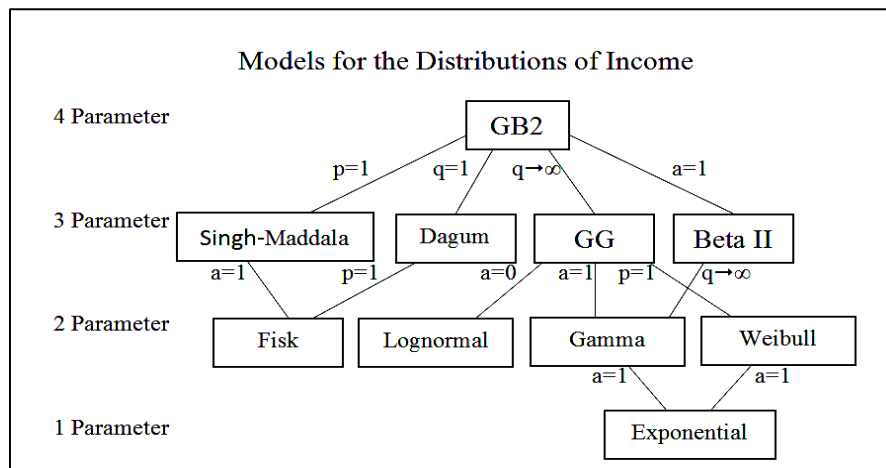 Models for the Distributions of Income
4 Parameter
GB2
p=1 q=1 q→∞ a=1
3 Parameter
Singh-Maddala Dagum GG Beta II
a=1 p=1 a=0 a=1 p=1 q→∞
2 Parameter
Fisk Lognormal Gamma Weibull
a=1 a=1
1 Parameter
Exponential